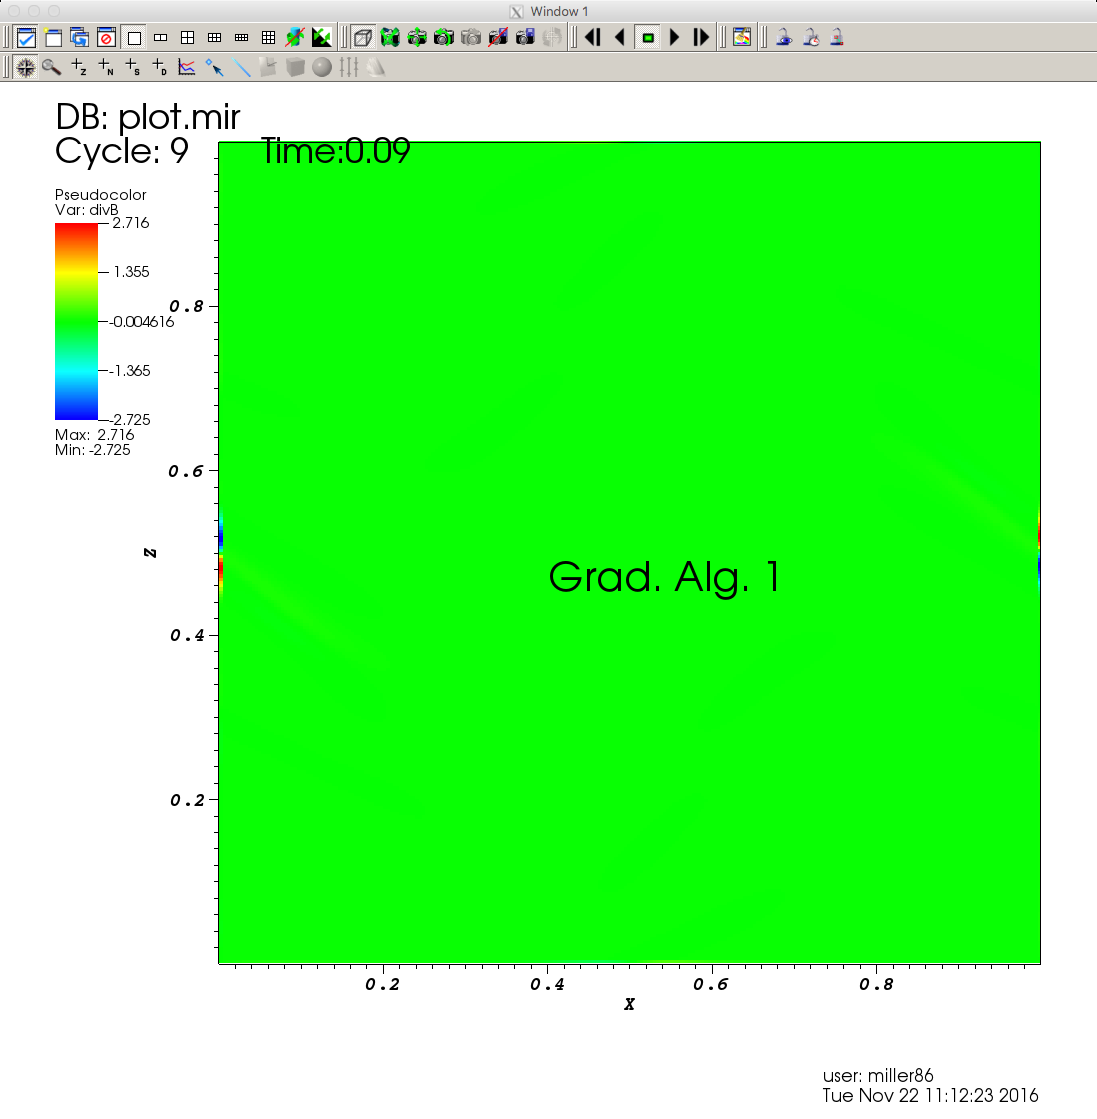 Window 1
DB: plot.mir
Cycle: 9 Time:0.09
Pseudocolor
Var: divB
2.716
1.355
-0.004616
-1.365
-2.725
Max: 2.716
Min: -2.725
0.8
0.6
0.4
0.2
Z
Grad. Alg. 1
0.2 0.4 0.6 0.8
X
user: miller86
Tue Nov 22 11:12:23 2016